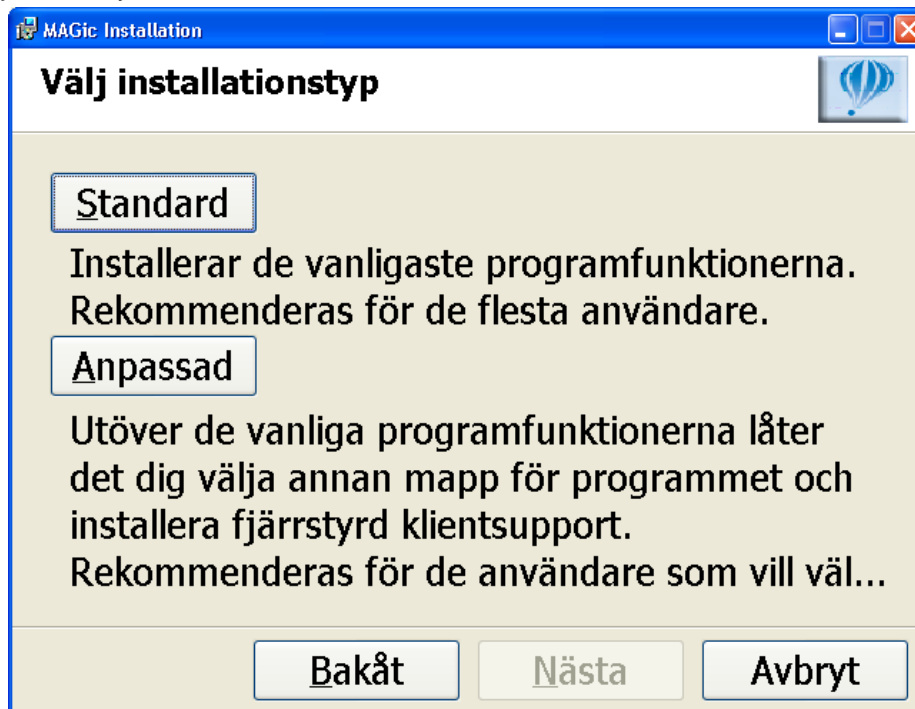 MAGic Installation
Välj installationstyp
Standard
Installerar de vanligaste programfunktionerna.
Rekommenderas för de flesta användare.
Anpassad
Utöver de vanliga programfunktionerna låter
det dig välja annan mapp för programmet och
installera fjärrstyrd klientsupport.
Rekommenderas för de användare som vill väl...
Bakåt Nästa Avbryt